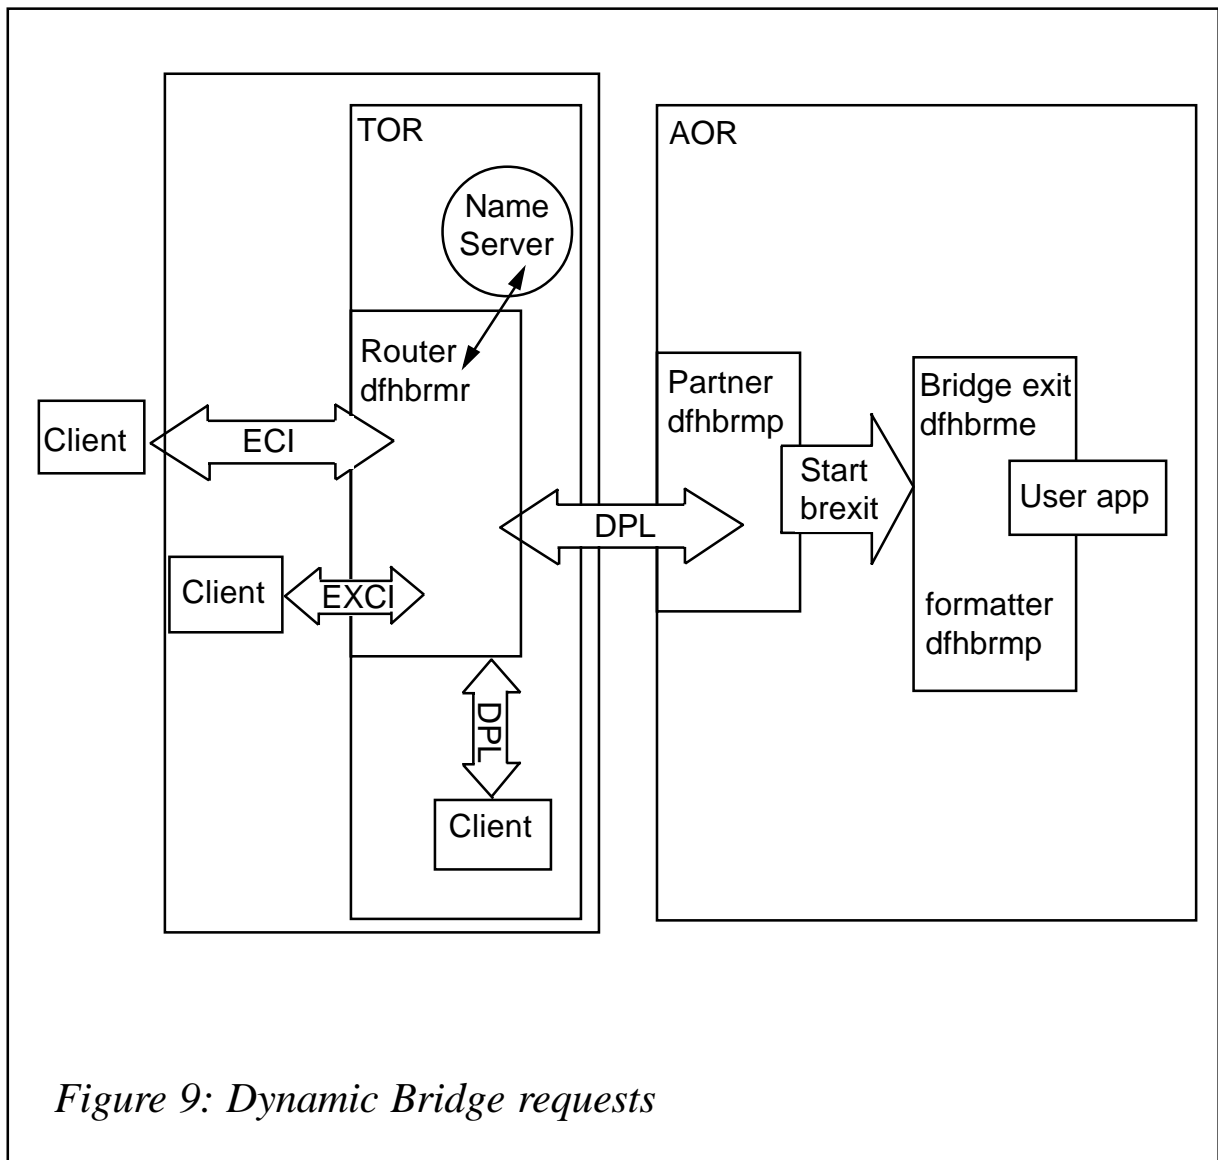 TOR
AOR
Name
Server
Router
dfhbrmr
Partner
dfhbrmp
Bridge exit
dfhbrme
Client
ECI
Start
brexit
User app
DPL
Client
EXCI
formatter
dfhbrmp
DPL
Client
Figure 9: Dynamic Bridge requests